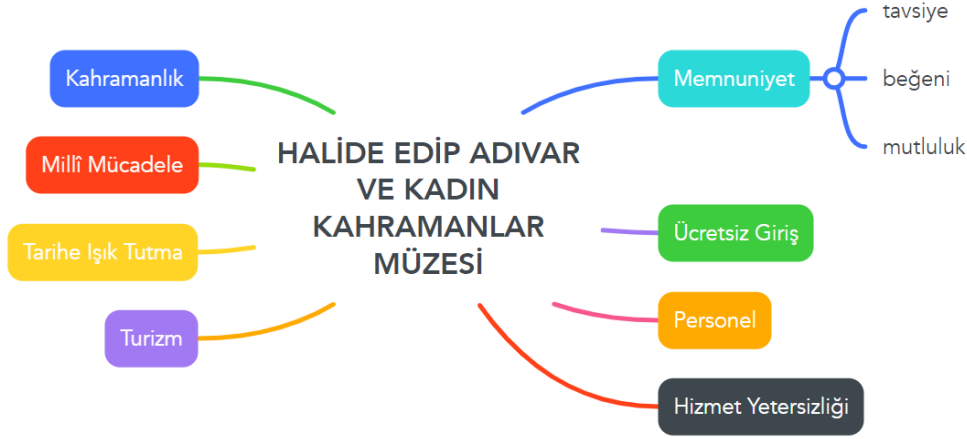 HALİDE EDİP ADIVAR
VE KADIN
KAHRAMANLAR
MÜZESİ
Kahramanlık
Millî Mücadele
Tarihe Işık Tutma
Turizm
Memnuniyet
tavsiye
beğeni
mutluluk
Ücretsiz Giriş
Personel
Hizmet Yetersizliği